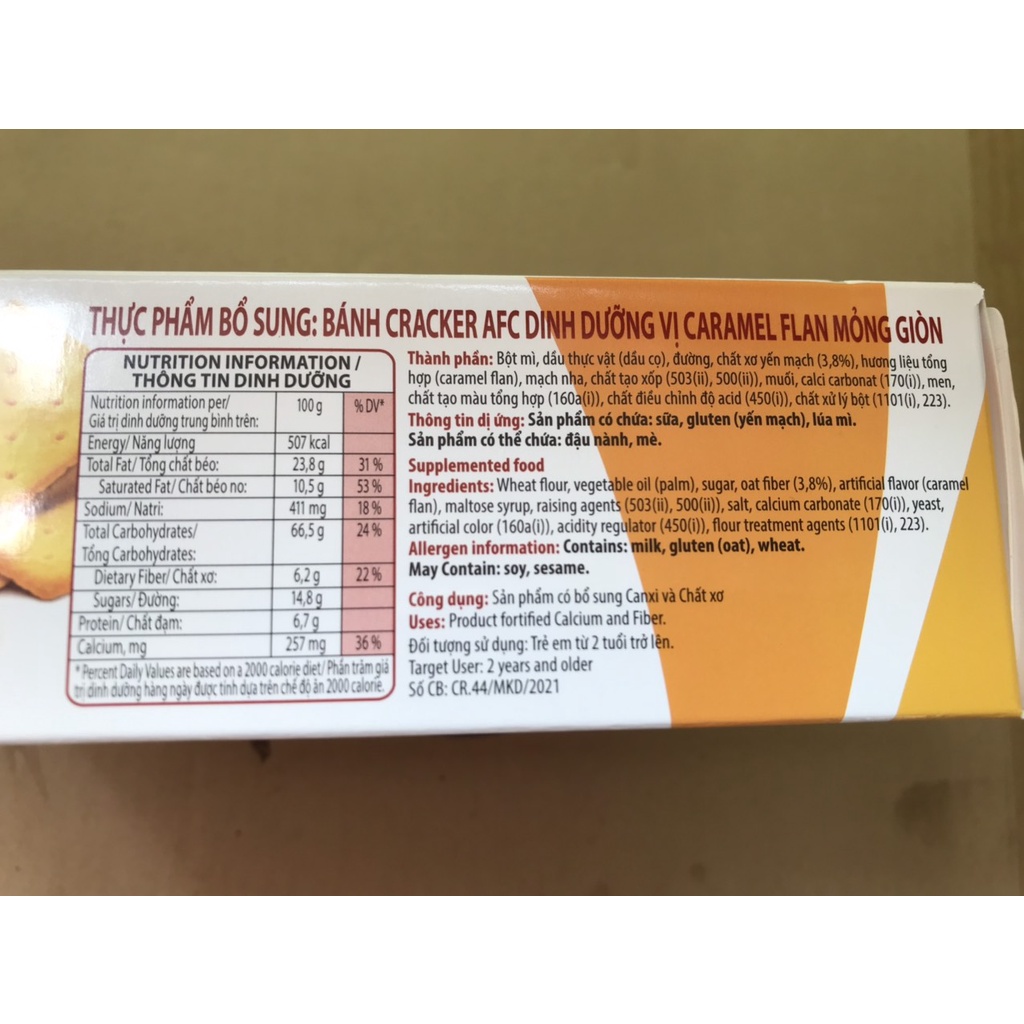 THỰC PHẨM BỔ SUNG: BÁNH CRACKER AFC DINH DƯỠNG VỊ CARAMEL FLAN MỎNG GIÒN
NUTRITION INFORMATION /
THÔNG TIN DINH DƯỠNG
Nutrition information per/ 100 g % DV*
Giá trị dinh dưỡng trung bình trên:
Energy/ Năng lượng 507 kcal
Total Fat/ Tổng chất béo: 23,8 g 31 %
Saturated Fat/ Chất béo no: 10,5 g 53 %
Sodium/ Natri: 411 mg 18 %
Total Carbohydrates/ 66,5 g 24 %
Tổng Carbohydrates:
Dietary Fiber/ Chất xơ: 6,2 g 22 %
Sugars/ Đường: 14,8 g
Protein/ Chất đạm: 6,7 g
Calcium, mg 257 mg 36 %
* Percent Daily Values are based on a 2000 calorie diet/ Phần trăm giá
trị dinh dưỡng hàng ngày được tính dựa trên chế độ ăn 2000 calorie.
Thành phần: Bột mì, dầu thực vật (dầu cọ), đường, chất xơ yến mạch (3,8%), hương liệu tổng
hợp (caramel flan), mạch nha, chất tạo xốp (503(ii), 500(ii)), muối, calci carbonat (170(i)), men,
chất tạo màu tổng hợp (160a(i)), chất điều chỉnh độ acid (450(i)), chất xử lý bột (1101(i), 223).
Thông tin dị ứng: Sản phẩm có chứa: sữa, gluten (yến mạch), lúa mì.
Sản phẩm có thể chứa: đậu nành, mè.
Supplemented food
Ingredients: Wheat flour, vegetable oil (palm), sugar, oat fiber (3,8%), artificial flavor (caramel
flan), maltose syrup, raising agents (503(ii), 500(ii)), salt, calcium carbonate (170(i)), yeast,
artificial color (160a(i)), acidity regulator (450(i)), flour treatment agents (1101(i), 223).
Allergen information: Contains: milk, gluten (oat), wheat.
May Contain: soy, sesame.
Công dụng: Sản phẩm có bổ sung Canxi và Chất xơ
Uses: Product fortified Calcium and Fiber.
Đối tượng sử dụng: Trẻ em từ 2 tuổi trở lên.
Target User: 2 years and older
Số CB: CR.44/MKD/2021